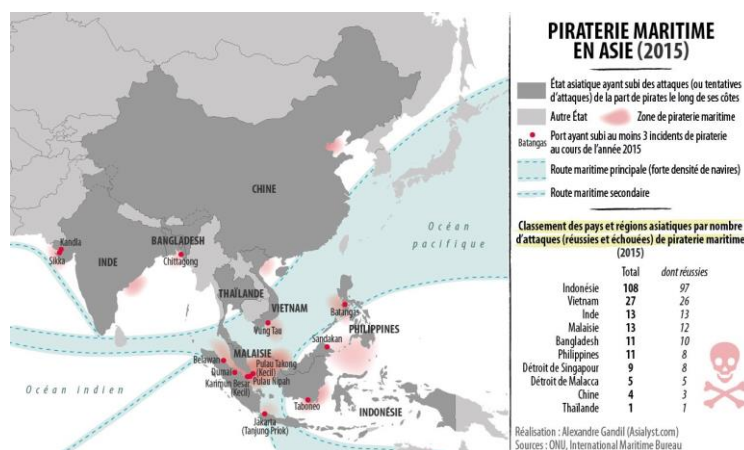 PIRATERIE MARITIME
EN ASIE (2015)
État asiatique ayant subi des attaques (ou tentatives
d'attaques) de la part de pirates le long de ses côtes
Autre État
Zone de piraterie maritime
Batangas
Port ayant subi au moins 3 incidents de piraterie
au cours de l'année 2015
Route maritime principale (forte densité de navires)
Route maritime secondaire
Classement des pays et régions asiatiques par nombre
d'attaques (réussies et échouées) de piraterie maritime
(2015)
Total dont réussies
Indonésie 108 97
Vietnam 27 26
Inde 13 13
Malaisie 13 12
Bangladesh 11 10
Philippines 11 8
Détroit de Singapour 9 8
Détroit de Malacca 5 5
Chine 4 3
Thaïlande 1 1
Réalisation : Alexandre Gandil (Asialyst.com)
Sources : ONU, International Maritime Bureau
CHINE
Océan
pacifique
Kandla
Sikka
INDE
BANGLADESH
Chittagong
THAÏLANDE
VIETNAM
Vung Tau
Batangas
PHILIPPINES
Sandakan
MALAISIE
Belawan
Dumai
Pulau Takong
(Kecil)
Karimun Besar
(Kecil)
Pulau Nipah
Taboneo
INDONÉSIE
Jakarta
(Tanjung Priok)
Océan indien